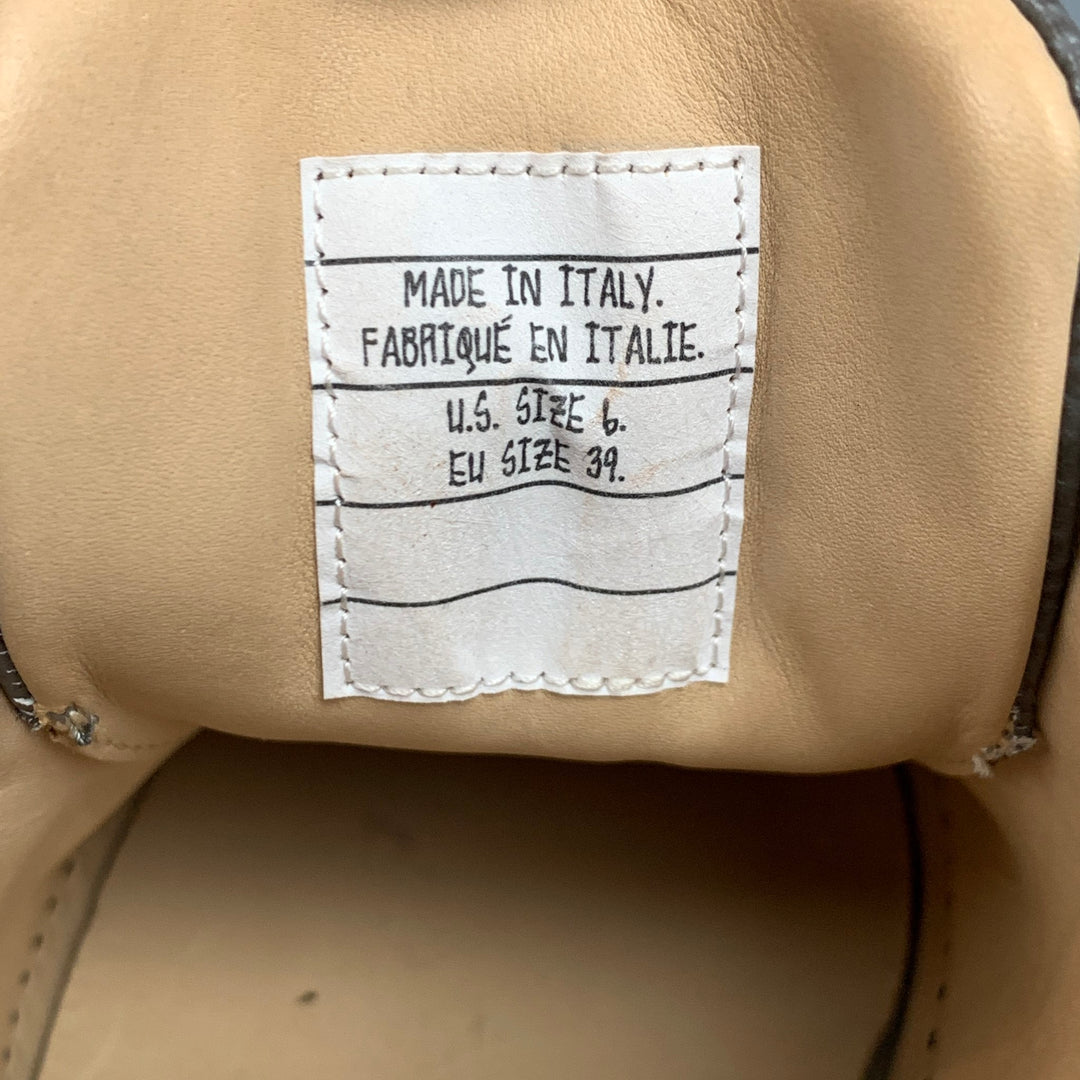 MADE IN ITALY.
FABRIQUÉ EN ITALIE.
U.S. SIZE 6.
EU SIZE 39.